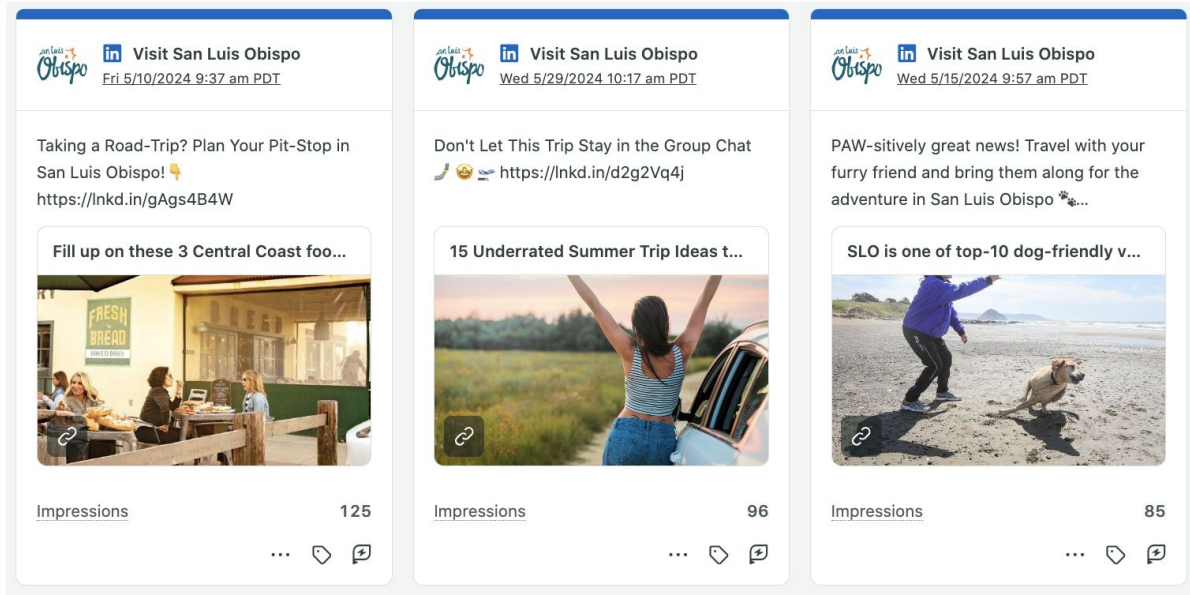 san luis
Obispo
in Visit San Luis Obispo
Fri 5/10/2024 9:37 am PDT
Taking a Road-Trip? Plan Your Pit-Stop in
San Luis Obispo!👇
https://lnkd.in/gAgs4B4W
Fill up on these 3 Central Coast foo...
FRESH
BREAD
BAKED DAILY
BREAD
Impressions 125
san luis
Obispo
in Visit San Luis Obispo
Wed 5/29/2024 10:17 am PDT
Don't Let This Trip Stay in the Group Chat
🤳🤩🛫 https://lnkd.in/d2g2Vq4j
15 Underrated Summer Trip Ideas t...
Impressions 96
san luis
Obispo
in Visit San Luis Obispo
Wed 5/15/2024 9:57 am PDT
PAW-sitively great news! Travel with your
furry friend and bring them along for the
adventure in San Luis Obispo 🐾...
SLO is one of top-10 dog-friendly v...
Impressions 85